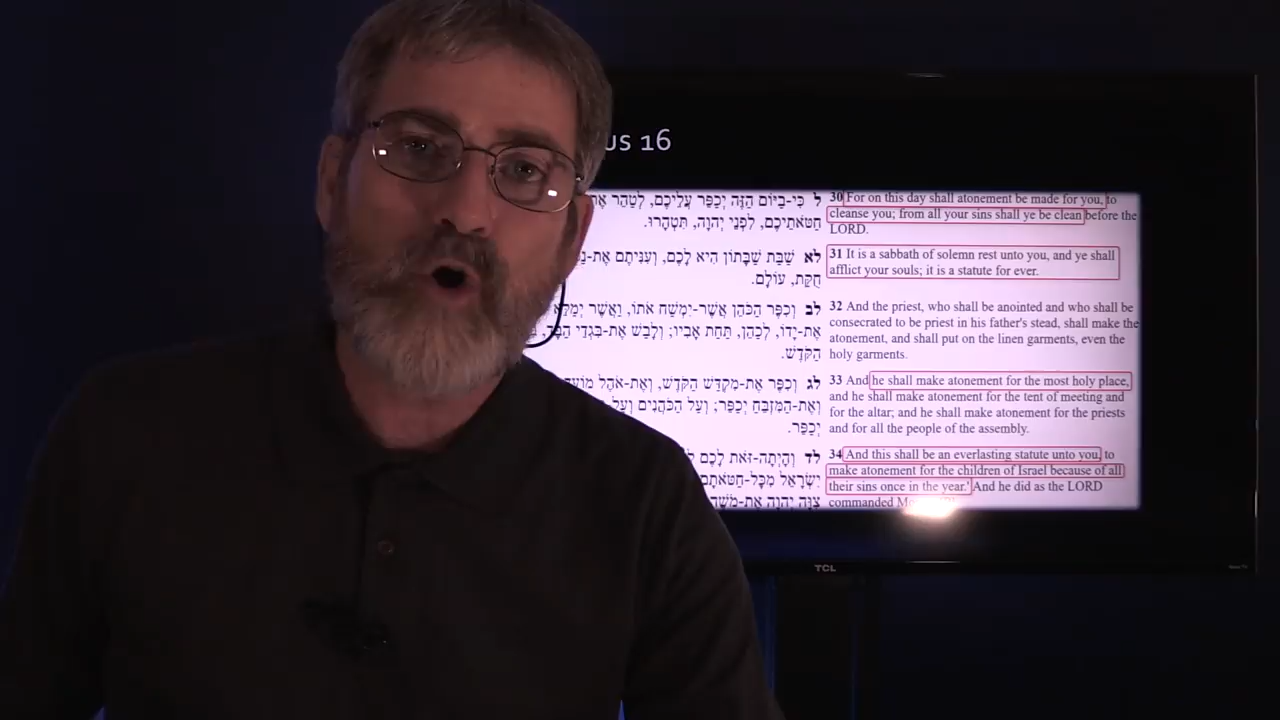 us 16
ל כִּי-בַיּוֹם הַזֶּה יְכַפֵּר עֲלֵיכֶם, לְטַהֵר
חַטֹּאתֵיכֶם, לִפְנֵי יְהוָה, תִּטְהָרוּ.
לא שַׁבַּת שַׁבָּתוֹן הִיא לָכֶם, וְעִנִּיתֶם
חֻקַּת, עוֹלָם.
לב וְכִפֶּר הַכֹּהֵן אֲשֶׁר-יִמְשַׁח אֹתוֹ, וַאֲשֶׁר
אֶת-יָדוֹ, לְכַהֵן, תַּחַת אָבִיו; וְלָבַשׁ אֶת-בִּגְדֵי הַבָּד,
הַקֹּדֶשׁ.
לג וְכִפֶּר אֶת-מִקְדַּשׁ הַקֹּדֶשׁ, וְאֶת-אֹהֶל
וְאֶת-הַמִּזְבֵּחַ יְכַפֵּר; וְעַל הַכֹּהֲנִים
יְכַפֵּר.
לד וְהָיְתָה-זֹּאת לָכֶם
יִשְׂרָאֵל מִכָּל-חַטֹּאתָם
צִוָּה יְהוָה אֶת-מֹשֶׁה
30 For on this day shall atonement be made for you, to
cleanse you; from all your sins shall ye be clean before the
LORD.
31 It is a sabbath of solemn rest unto you, and ye shall
afflict your souls; it is a statute for ever.
32 And the priest, who shall be anointed and who shall be
consecrated to be priest in his father's stead, shall make the
atonement, and shall put on the linen garments, even the
holy garments.
33 And he shall make atonement for the most holy place,
and he shall make atonement for the tent of meeting and
for the altar; and he shall make atonement for the priests
and for all the people of the assembly.
34 And this shall be an everlasting statute unto you, to
make atonement for the children of Israel because of all
their sins once in the year.' And he did as the LORD
commanded
TCL